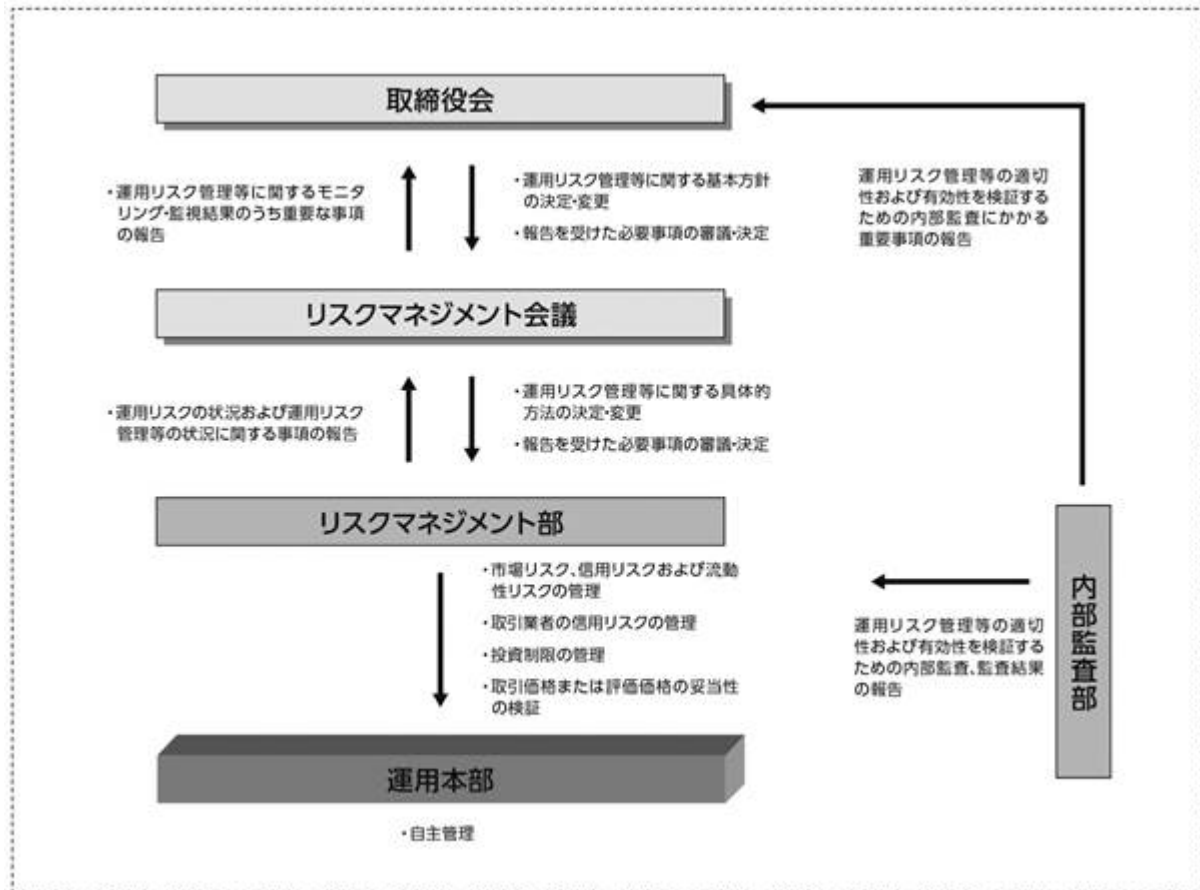 取締役会
・運用リスク管理等に関するモニタ
リング・監視結果のうち重要な事項
の報告
・運用リスク管理等に関する基本方針
の決定・変更
・報告を受けた必要事項の審議・決定
運用リスク管理等の適切
性および有効性を検証する
ための内部監査にかかる
重要事項の報告
リスクマネジメント会議
・運用リスクの状況および運用リスク
管理等の状況に関する事項の報告
・運用リスク管理等に関する具体的
方法の決定・変更
・報告を受けた必要事項の審議・決定
リスクマネジメント部
・市場リスク、信用リスクおよび流動
性リスクの管理
・取引業者の信用リスクの管理
・投資制限の管理
・取引価格または評価価格の妥当性
の検証
運用リスク管理等の適切
性および有効性を検証する
ための内部監査、監査結果
の報告
内部監査部
運用本部
・自主管理